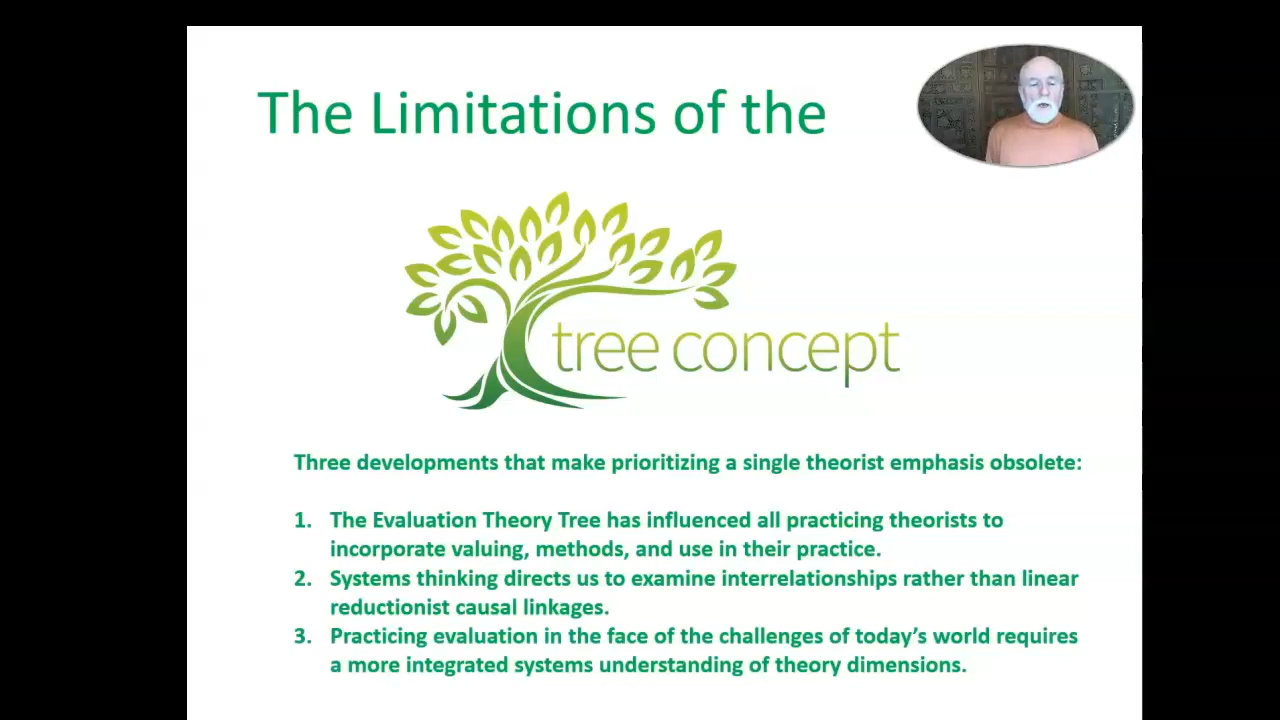 The Limitations of the
tree concept
Three developments that make prioritizing a single theorist emphasis obsolete:
1. The Evaluation Theory Tree has influenced all practicing theorists to
incorporate valuing, methods, and use in their practice.
2. Systems thinking directs us to examine interrelationships rather than linear
reductionist causal linkages.
3. Practicing evaluation in the face of the challenges of today’s world requires
a more integrated systems understanding of theory dimensions.